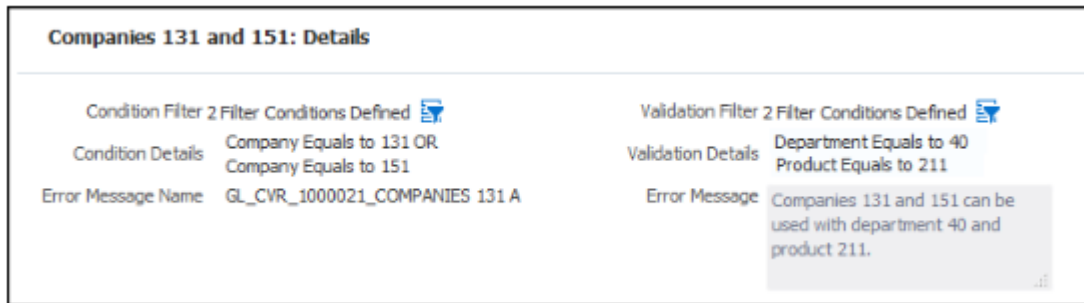 Companies 131 and 151: Details
Condition Filter 2 Filter Conditions Defined
Condition Details Company Equals to 131 OR
Company Equals to 151
Error Message Name GL_CVR_1000021_COMPANIES 131 A
Validation Filter 2 Filter Conditions Defined
Validation Details Department Equals to 40
Product Equals to 211
Error Message Companies 131 and 151 can be
used with department 40 and
product 211.